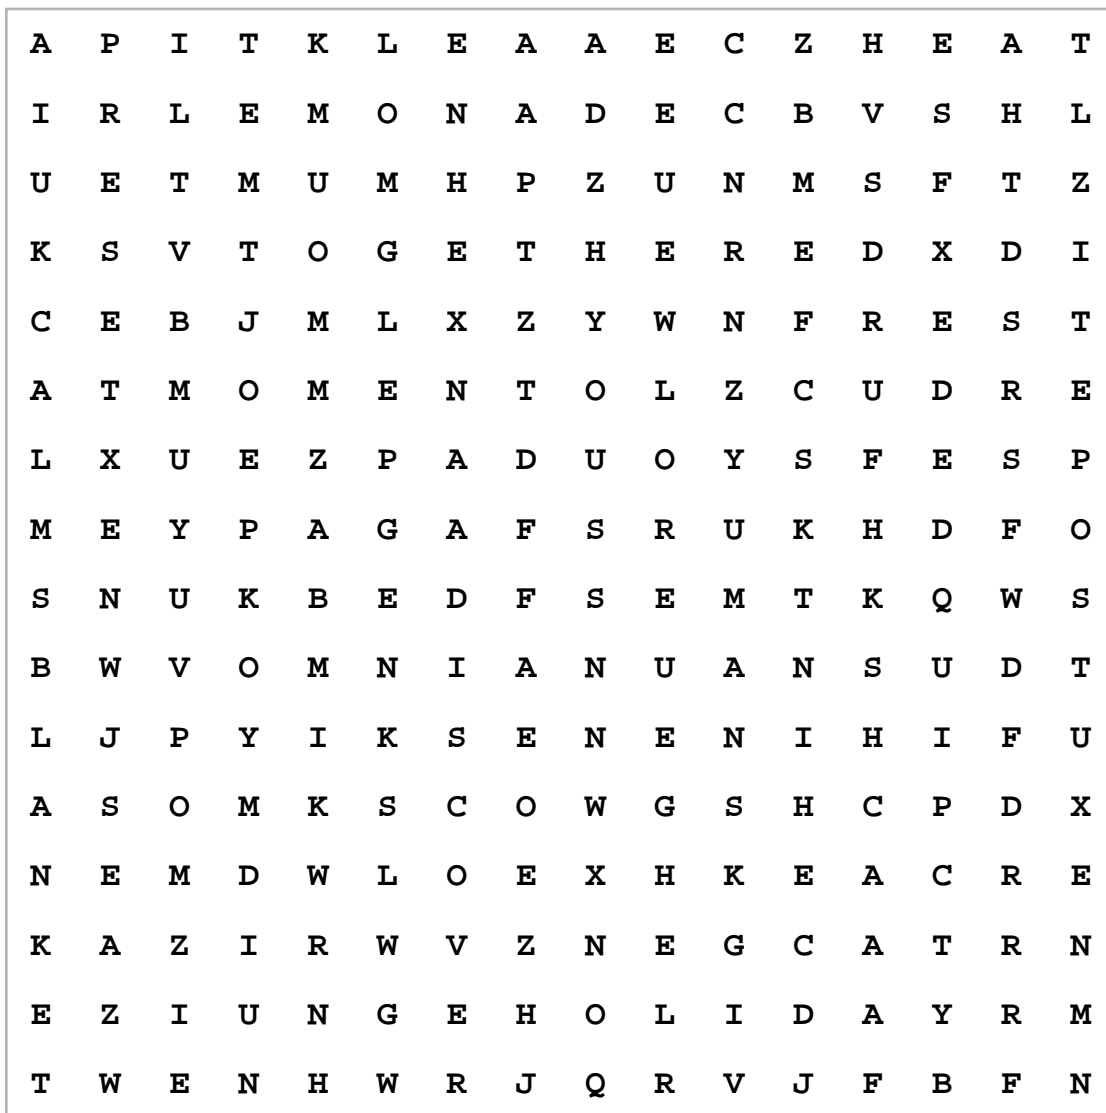 A P I T K L E A A E C Z H E A T
I R L E M O N A D E C B V S H L
U E T M U M H P Z U N M S F T Z
K S V T O G E T H E R E D X D I
C E B J M L X Z Y W N F R E S T
A T M O M E N T O L Z C U D R E
L X U E Z P A D U O Y S F E S P
M E Y P A G A F S R U K H D F O
S N U K B E D F S E M T K Q W S
B W V O M N I A N U A N S U D T
L J P Y I K S E N E N I H I F U
A S O M K S C O W G S H C P D X
N E M D W L O E X H K E A C R E
K A Z I R W V Z N E G C A T R N
E Z I U N G E H O L I D A Y R M
T W E N H W R J Q R V J F B F N